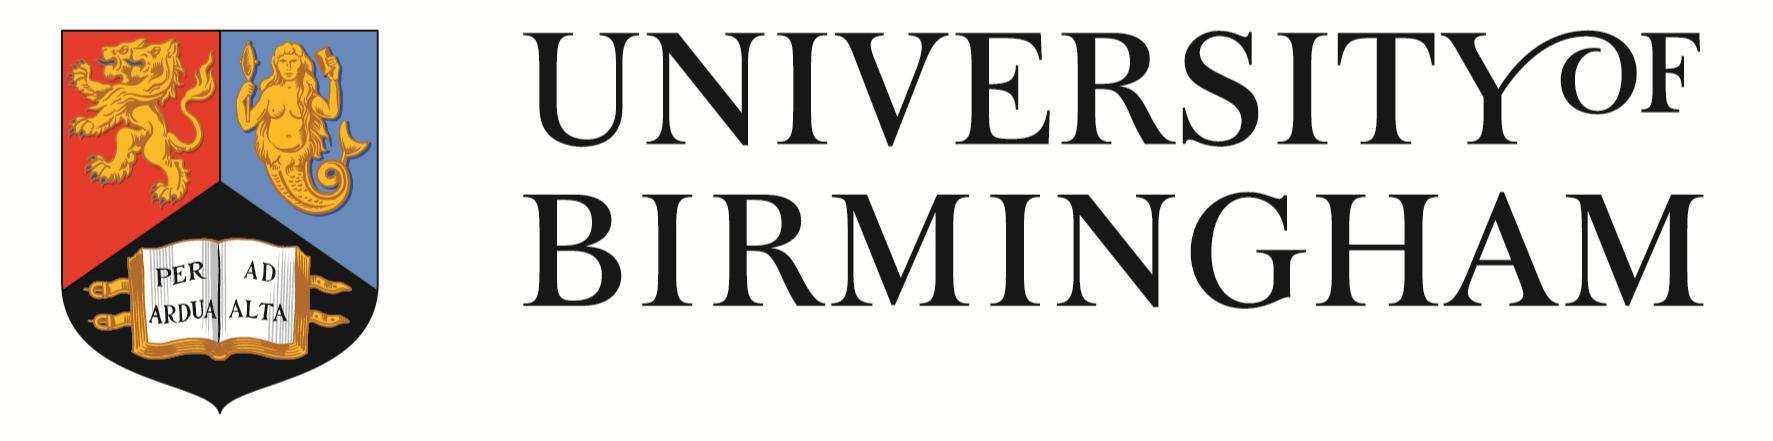 UNIVERSITY OF
BIRMINGHAM
PER AD
ARDUA ALTA